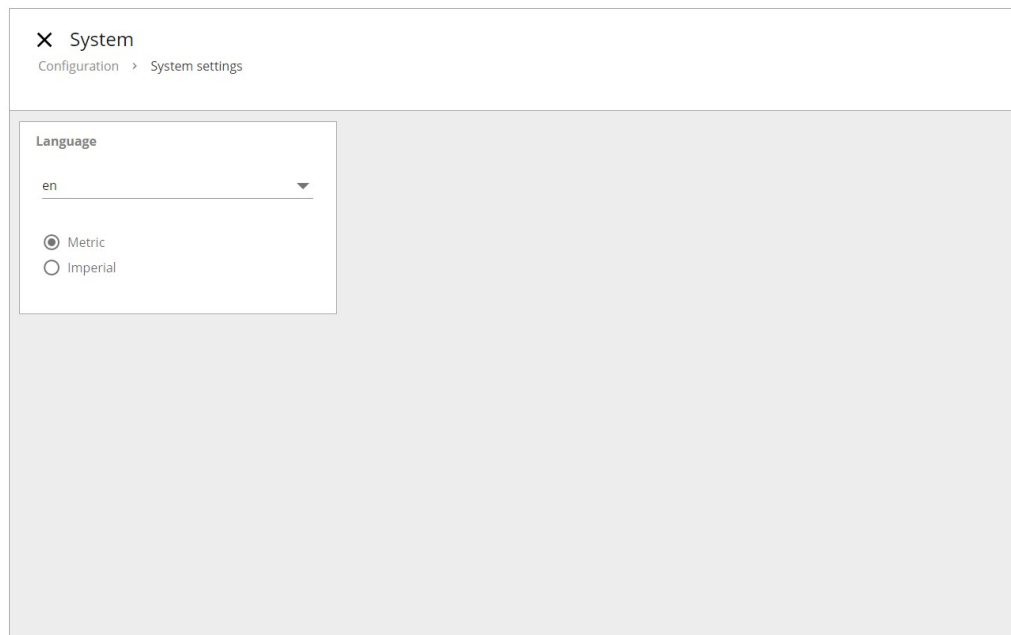 System
Configuration > System settings
Language
en
Metric
Imperial